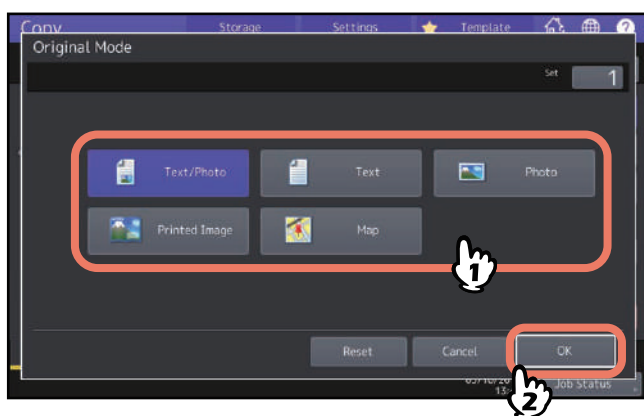 Copy Storage Settings Template ?
Original Mode
Set 1
Text/Photo Text Photo
Printed Image Map
1
Reset Cancel OK
Job Status
2